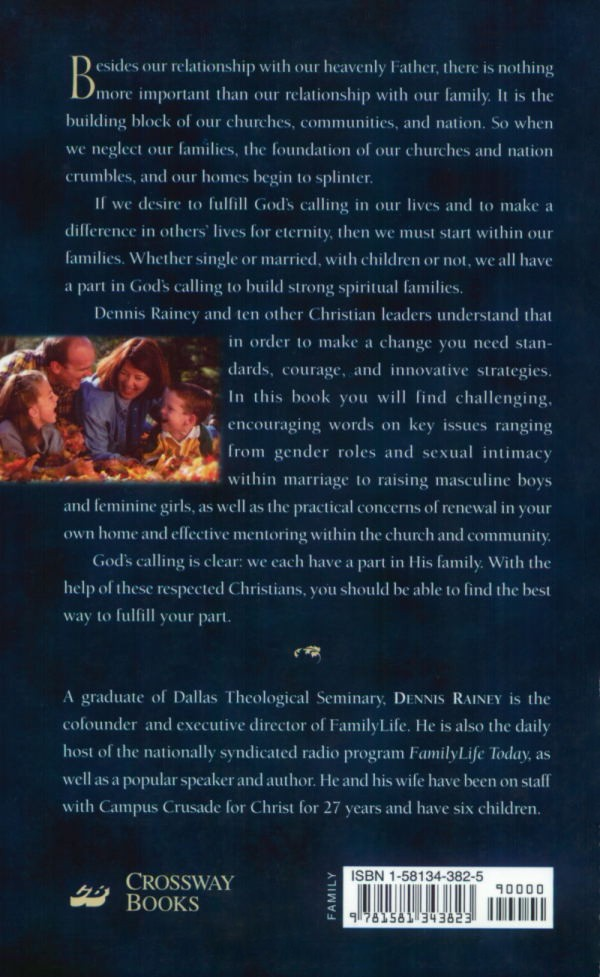 Besides our relationship with our heavenly Father, there is nothing
more important than our relationship with our family. It is the
building block of our churches, communities, and nation. So when
we neglect our families, the foundation of our churches and nation
crumbles, and our homes begin to splinter.
If we desire to fulfill God's calling in our lives and to make a
difference in others' lives for eternity, then we must start within our
families. Whether single or married, with children or not, we all have
a part in God's calling to build strong spiritual families.
Dennis Rainey and ten other Christian leaders understand that
in order to make a change you need stan-
dards, courage, and innovative strategies.
In this book you will find challenging,
encouraging words on key issues ranging
from gender roles and sexual intimacy
within marriage to raising masculine boys
and feminine girls, as well as the practical concerns of renewal in your
own home and effective mentoring within the church and community.
God's calling is clear: we each have a part in His family. With the
help of these respected Christians, you should be able to find the best
way to fulfill your part.
A graduate of Dallas Theological Seminary, DENNIS RAINEY is the
cofounder and executive director of FamilyLife. He is also the daily
host of the nationally syndicated radio program FamilyLife Today, as
well as a popular speaker and author. He and his wife have been on staff
with Campus Crusade for Christ for 27 years and have six children.
CROSSWAY
BOOKS
FAMILY
ISBN 1-58134-382-5
90000
9 781581 343823